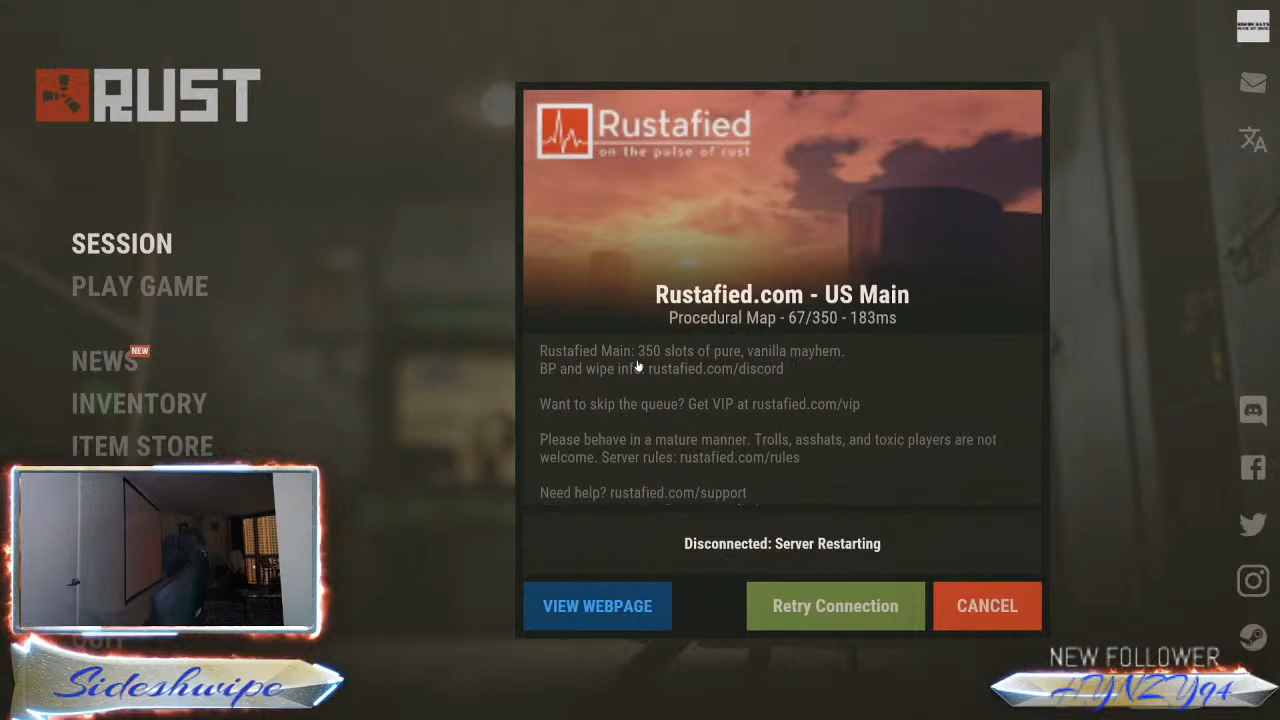 RUST
Rustafied
on the pulse of rust
SESSION
PLAY GAME
NEWS
NEW
INVENTORY
ITEM STORE
Rustafied.com - US Main
Procedural Map - 67/350 - 183ms
Rustafied Main: 350 slots of pure, vanilla mayhem.
BP and wipe info: rustafied.com/discord
Want to skip the queue? Get VIP at rustafied.com/vip
Please behave in a mature manner. Trolls, asshats, and toxic players are not
welcome. Server rules: rustafied.com/rules
Need help? rustafied.com/support
Disconnected: Server Restarting
VIEW WEBPAGE
Retry Connection
CANCEL
QUIT
Sideshwipe
NEW FOLLOWER
HYNZY94